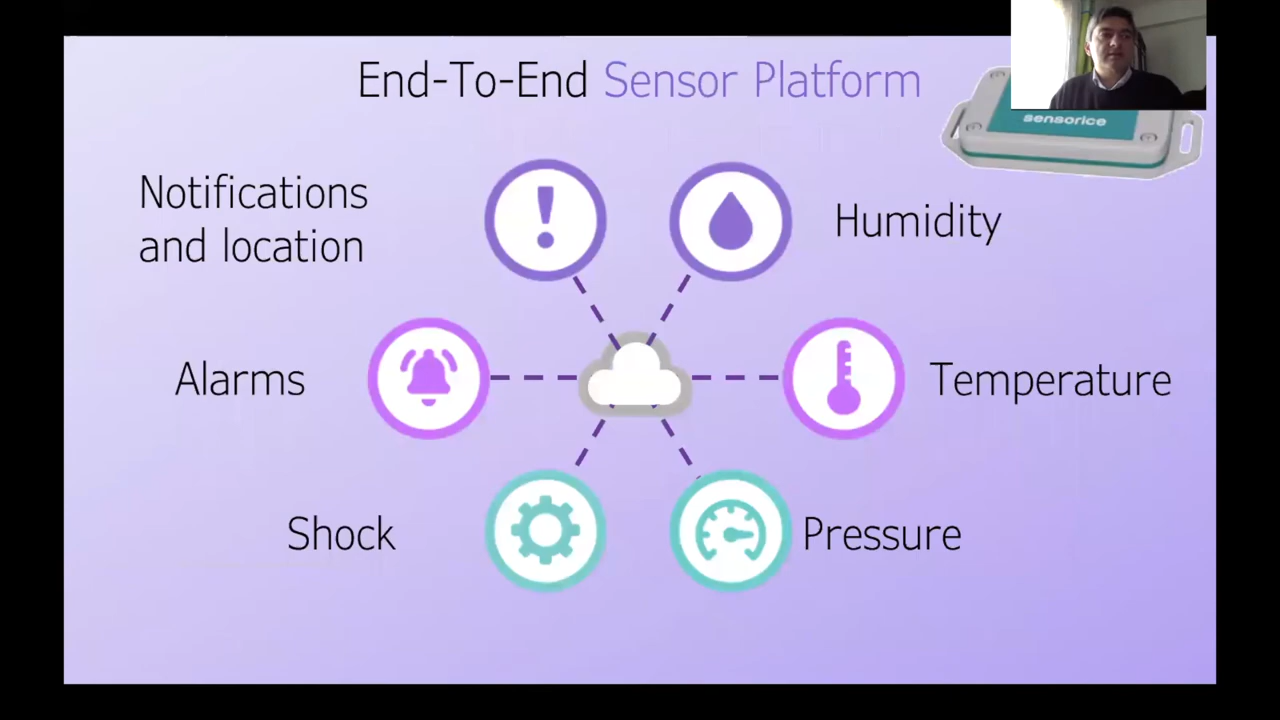 End-To-End Sensor Platform
sensorice
Notifications
and location
Humidity
Alarms
Temperature
Shock
Pressure